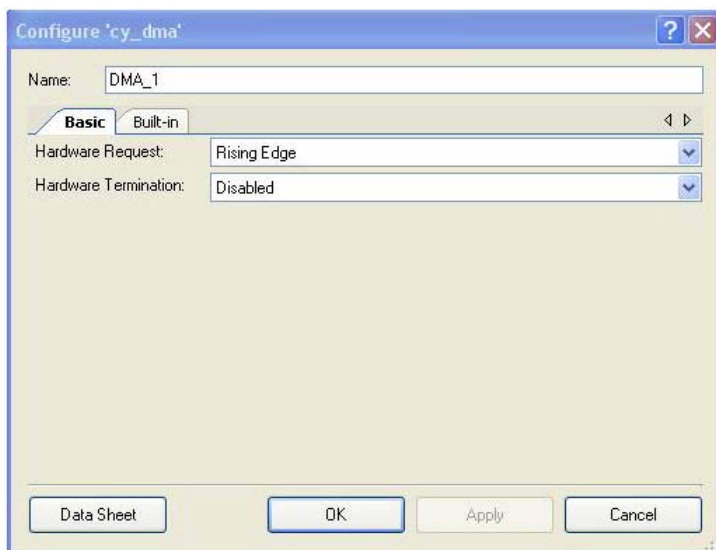 Configure 'cy_dma'
Name: DMA_1
Basic Built-in
Hardware Request: Rising Edge
Hardware Termination: Disabled
Data Sheet OK Apply Cancel